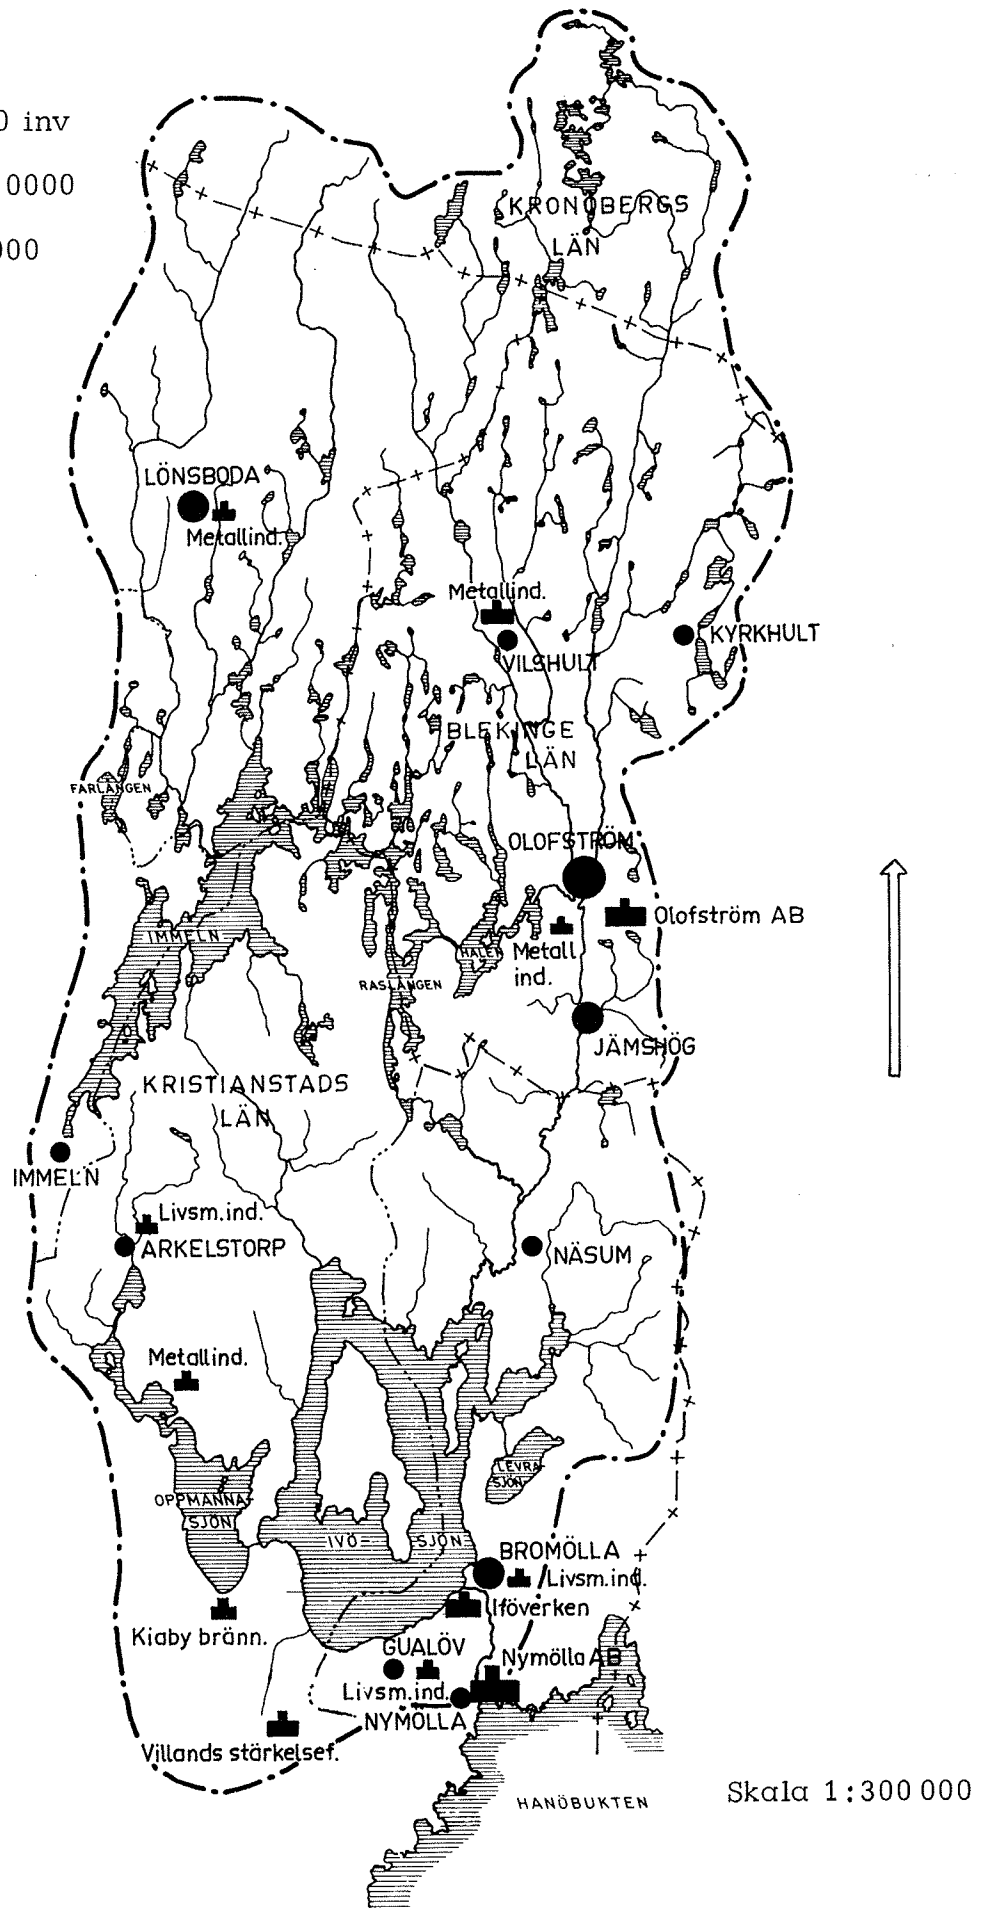 0 inv
0000
000
KRONOBERGS
LÄN
LÖNSBODA
Metallind.
Metallind.
VILSHULT
KYRKHULT
BLEKINGE
LÄN
FARLÅNGEN
OLOFSTRÖM
Olofström AB
IMMELN
HALEN
Metall
ind.
RASLÅNGEN
JÄMSHÖG
KRISTIANSTADS
LÄN
IMMELN
Livsm.ind.
ARKELSTORP
NÄSUM
Metallind.
LEVRA-
SJÖN
OPPMANNA-
SJÖN
IVÖ-
SJÖN
BROMÖLLA
Livsm.ind.
Iföverken
Kiaby bränn.
GUALÖV
Nymölla AB
Livsm.ind.
NYMÖLLA
Villands stärkelsef.
HANÖBUKTEN
Skala 1:300 000